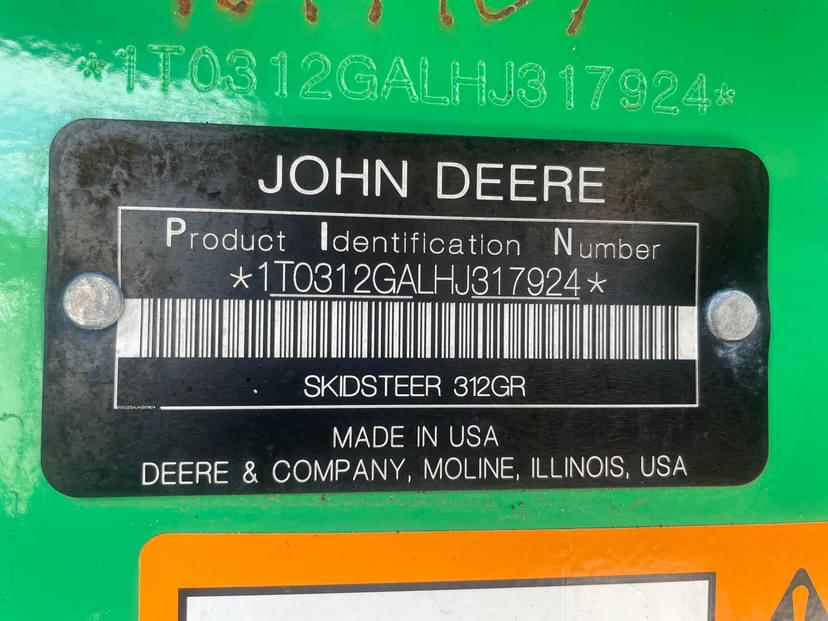 *1T0312GALHJ317924*
JOHN DEERE
Product Identification Number
*1T0312GALHJ317924*
SKIDSTEER 312GR
MADE IN USA
DEERE & COMPANY, MOLINE, ILLINOIS, USA